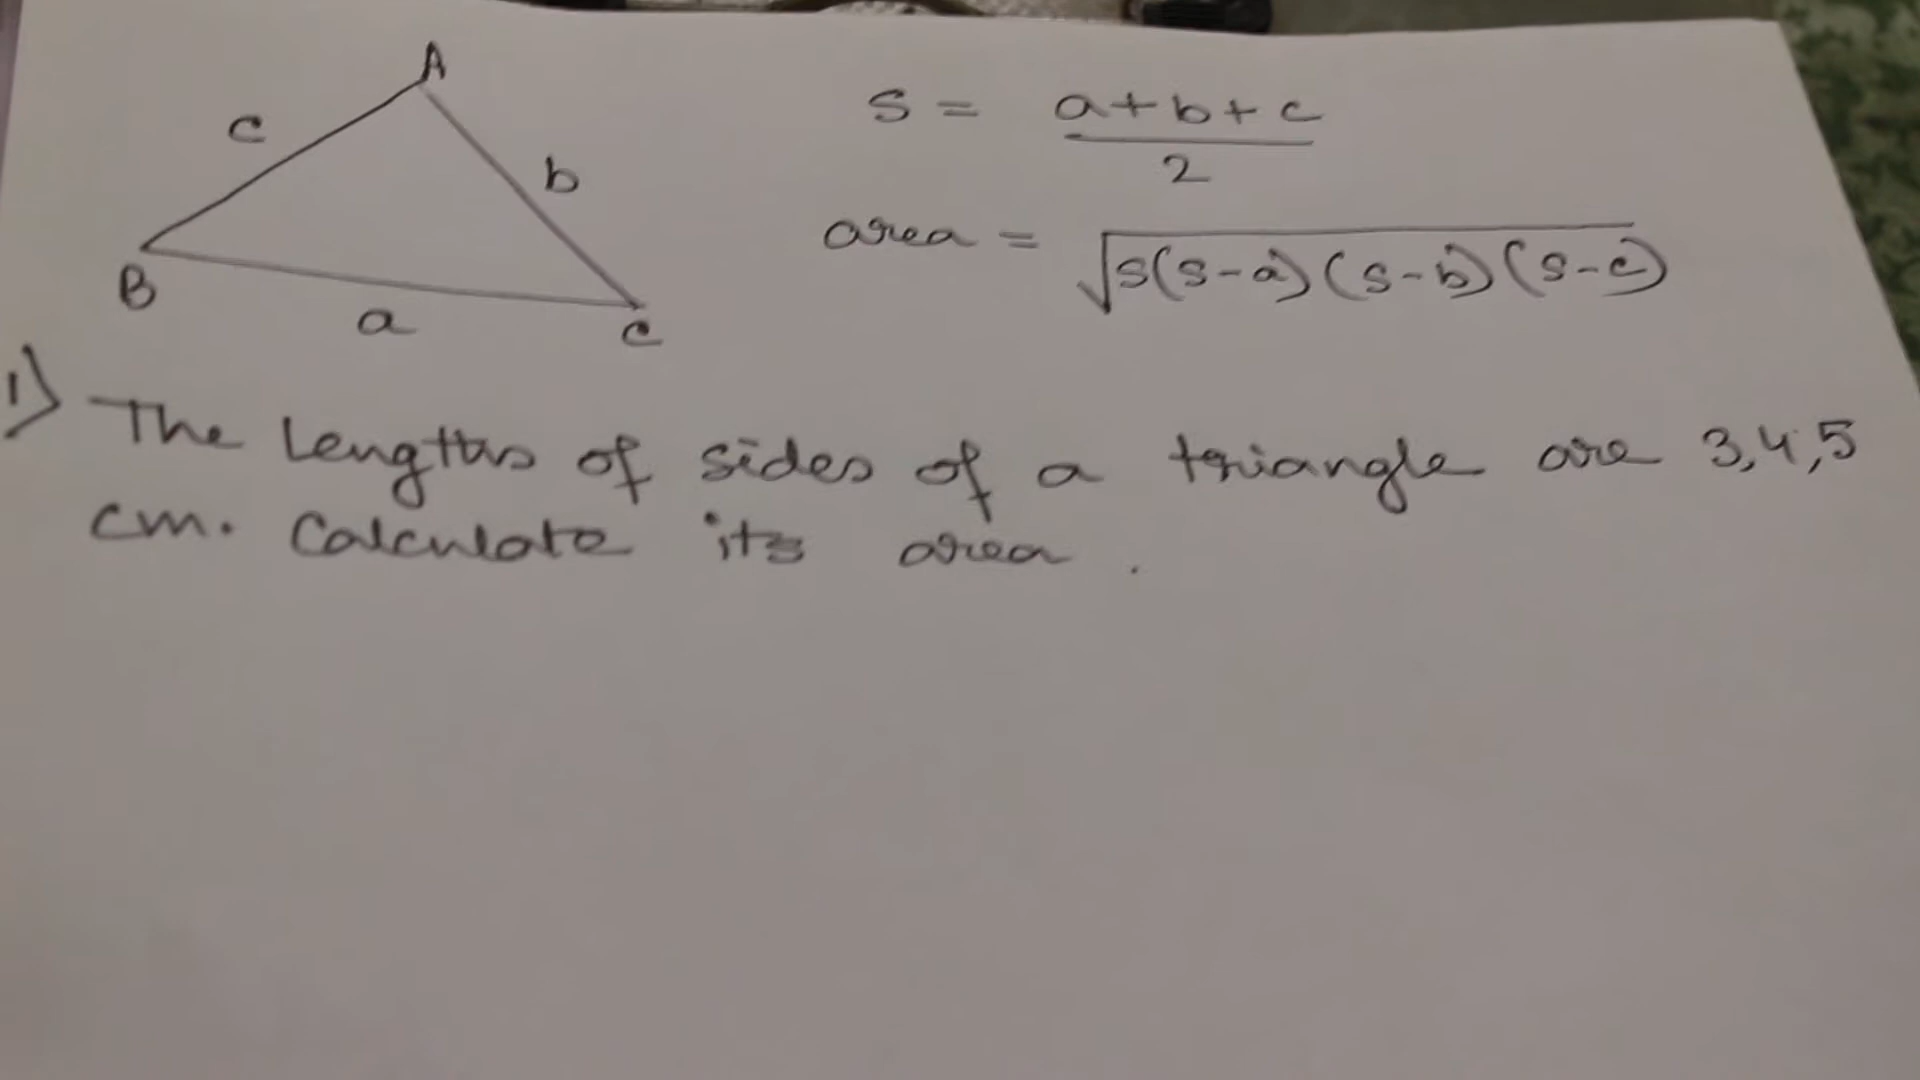 A
c
b
B
a
C
s = a+b+c
2
area = √s(s-a)(s-b)(s-c)
1) The Lengths of sides of a triangle are 3,4,5
cm. Calculate its area.